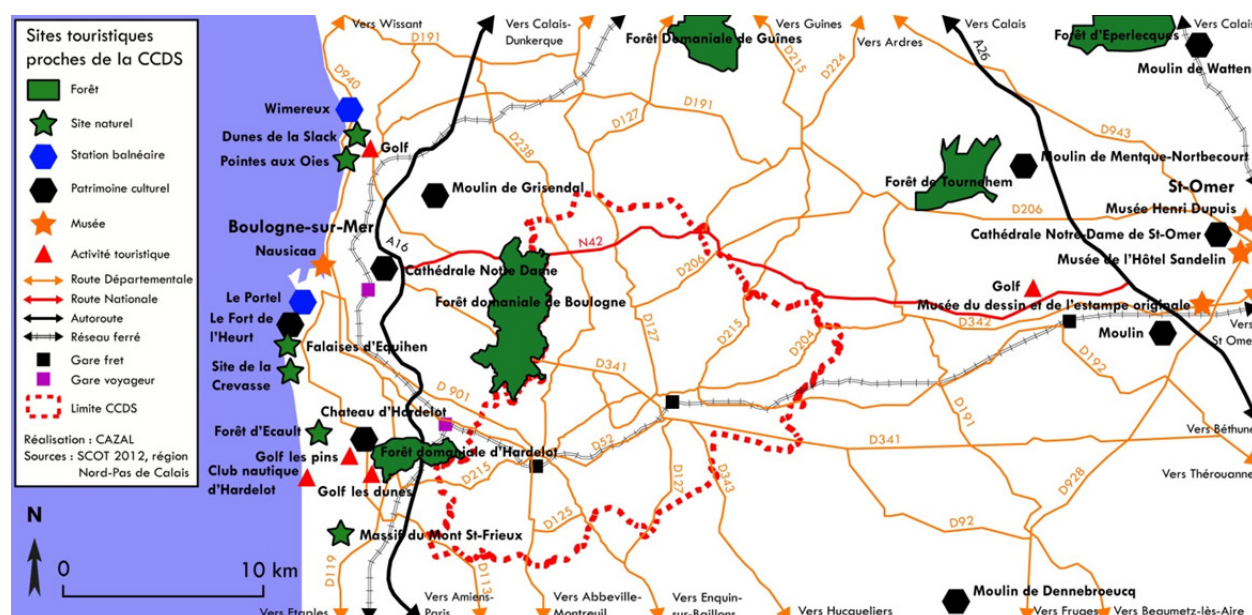 Sites touristiques
proches de la CCDS
Forêt
Site naturel
Station balnéaire
Patrimoine culturel
Musée
Activité touristique
Route Départementale
Route Nationale
Autoroute
Réseau ferré
Gare fret
Gare voyageur
Limite CCDS
Réalisation : CAZAL
Sources : SCOT 2012, région
Nord-Pas de Calais
N
0
10 km
Vers Wissant
Vers Calais-
Dunkerque
Vers Guines
Vers Ardres
Vers Calais
Vers Calais
D191
D940
Forêt Domaniale de Guînes
D215
D224
A26
Forêt d'Eperlecques
Moulin de Watten
Wimereux
D191
D127
Dunes de la Slack
Golf
D238
D943
Pointes aux Oies
Moulin de Mentque-Nortbecourt
Moulin de Grisendal
Forêt de Tournehem
St-Omer
Musée Henri Dupuis
D206
Boulogne-sur-Mer
A16
N42
Cathédrale Notre-Dame de St-Omer
Nausicaa
D206
Musée de l'Hôtel Sandelin
Cathédrale Notre Dame
Le Portel
Forêt domaniale de Boulogne
Golf
Musée du dessin et de l'estampe originale
Le Fort de
l'Heurt
D127
D215
D204
D342
Moulin
Vers
St Omer
Falaises d'Equihen
D192
Site de la
Crevasse
D341
D 901
D191
Chateau d'Hardelot
Forêt d'Ecault
D52
D341
Vers Béthune
Golf les pins
Forêt domaniale d'Hardelot
Club nautique
d'Hardelot
D215
Vers Thérouanne
Golf les dunes
D127
D343
D928
D125
D92
Massif du Mont St-Frieux
D119
D113
Moulin de Dennebroeucq
Vers Etaples
Vers Amiens-
Paris
Vers Abbeville-
Montreuil
Vers Enquin-
sur-Baillons
Vers Hucqueliers
Vers Fruges
Vers Beaumetz-lès-Aire